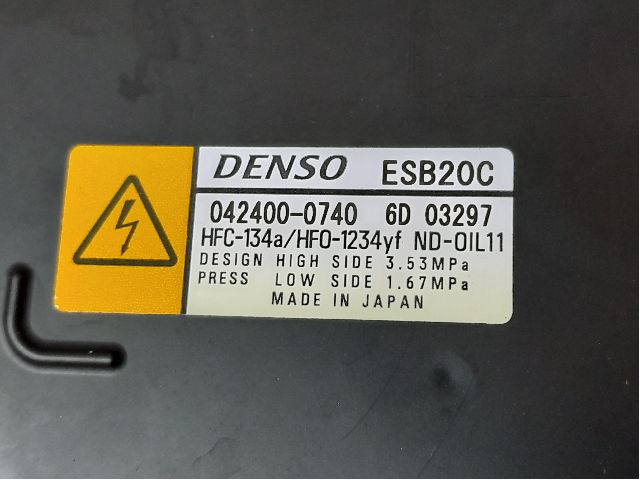 DENSO ESB20C
042400-0740 6D 03297
HFC-134a/HFO-1234yf ND-OIL11
DESIGN HIGH SIDE 3.53MPa
PRESS LOW SIDE 1.67MPa
MADE IN JAPAN